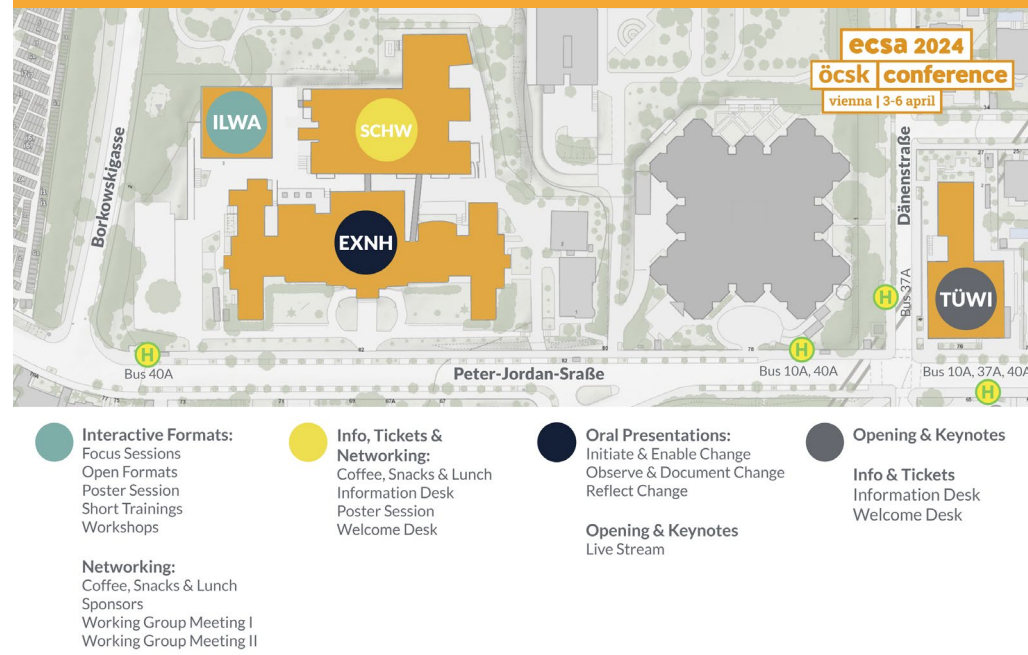 ecsa 2024
öcsk conference
vienna | 3-6 april
ILWA
SCHW
EXNH
TÜWI
Borkowskigasse
Dänenstraße
H
Bus 37A
H
Bus 40A
Peter-Jordan-Sraße
H
Bus 10A, 40A
Bus 10A, 37A, 40A
H
Interactive Formats:
Focus Sessions
Open Formats
Poster Session
Short Trainings
Workshops
Networking:
Coffee, Snacks & Lunch
Sponsors
Working Group Meeting I
Working Group Meeting II
Info, Tickets &
Networking:
Coffee, Snacks & Lunch
Information Desk
Poster Session
Welcome Desk
Oral Presentations:
Initiate & Enable Change
Observe & Document Change
Reflect Change
Opening & Keynotes
Live Stream
Opening & Keynotes
Info & Tickets
Information Desk
Welcome Desk